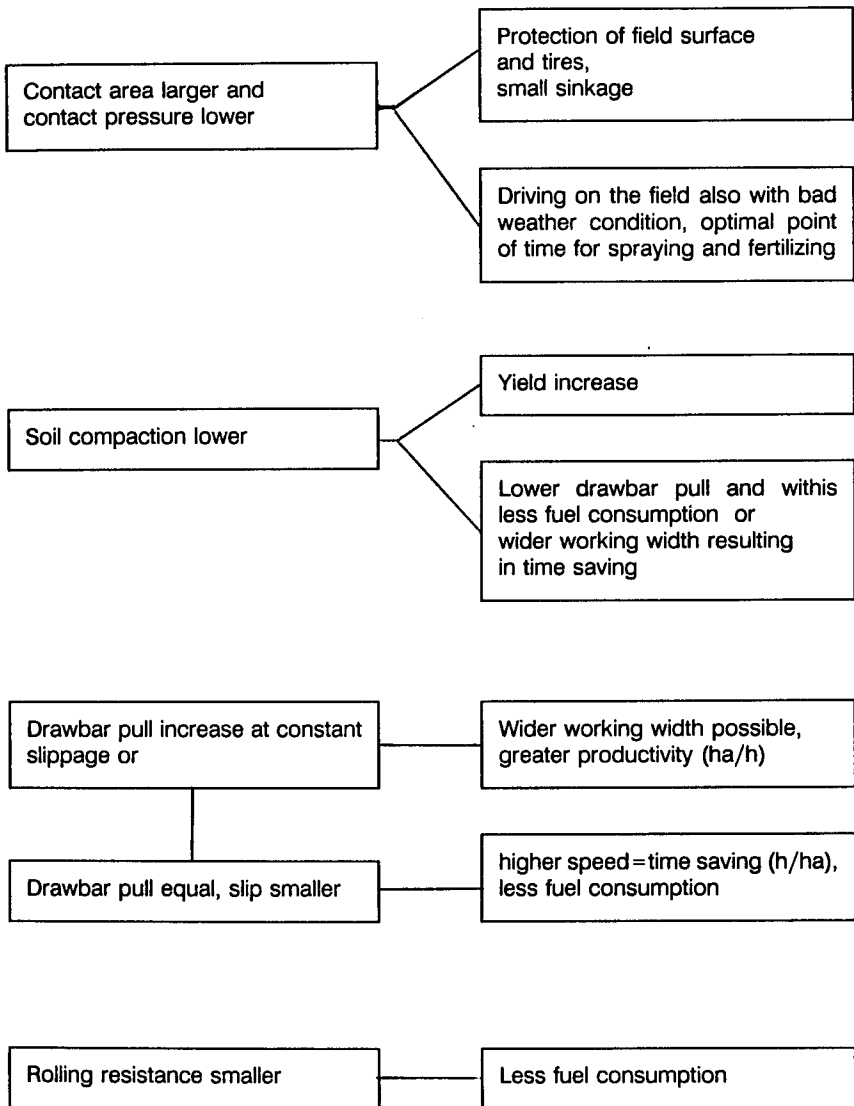 Contact area larger and
contact pressure lower
Protection of field surface
and tires,
small sinkage
Driving on the field also with bad
weather condition, optimal point
of time for spraying and fertilizing
Soil compaction lower
Yield increase
Lower drawbar pull and withis
less fuel consumption or
wider working width resulting
in time saving
Drawbar pull increase at constant
slippage or
Wider working width possible,
greater productivity (ha/h)
Drawbar pull equal, slip smaller
higher speed=time saving (h/ha),
less fuel consumption
Rolling resistance smaller
Less fuel consumption